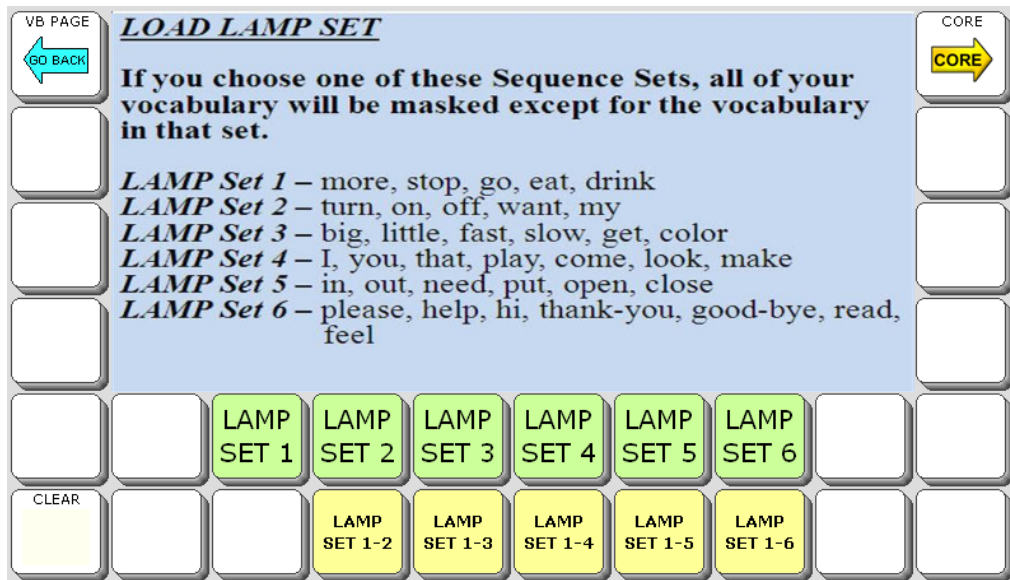 VB PAGE
GO BACK
LOAD LAMP SET
CORE
CORE
If you choose one of these Sequence Sets, all of your
vocabulary will be masked except for the vocabulary
in that set.
LAMP Set 1 – more, stop, go, eat, drink
LAMP Set 2 – turn, on, off, want, my
LAMP Set 3 – big, little, fast, slow, get, color
LAMP Set 4 – I, you, that, play, come, look, make
LAMP Set 5 – in, out, need, put, open, close
LAMP Set 6 – please, help, hi, thank-you, good-bye, read,
feel
LAMP
SET 1
LAMP
SET 2
LAMP
SET 3
LAMP
SET 4
LAMP
SET 5
LAMP
SET 6
CLEAR
LAMP
SET 1-2
LAMP
SET 1-3
LAMP
SET 1-4
LAMP
SET 1-5
LAMP
SET 1-6